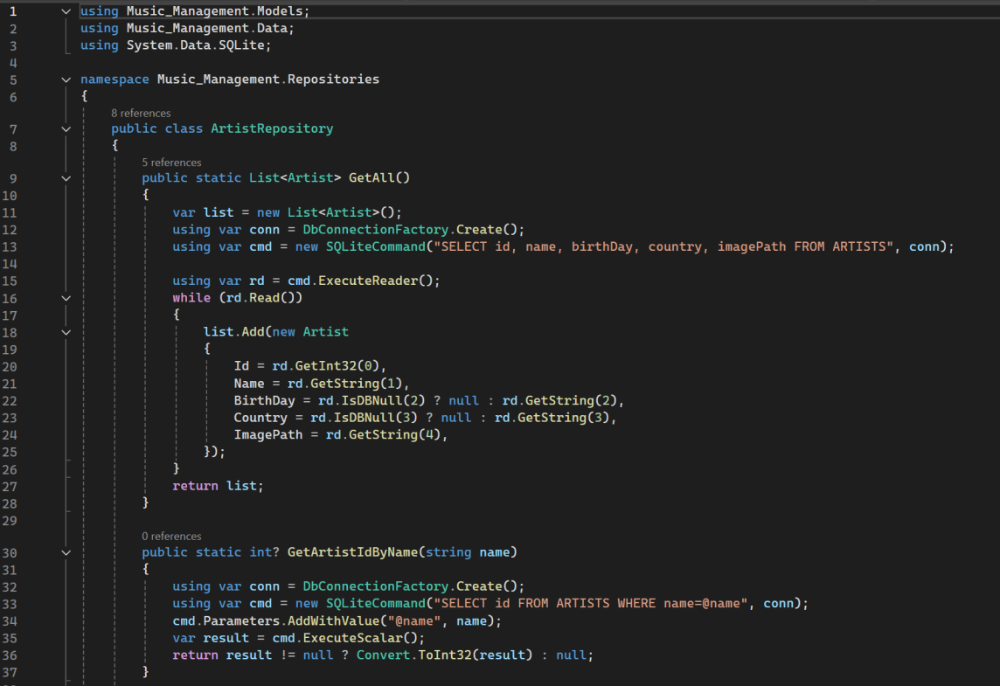 1 using Music_Management.Models;
2 using Music_Management.Data;
3 using System.Data.SQLite;
4
5 namespace Music_Management.Repositories
6 {
8 references
7 public class ArtistRepository
8 {
5 references
9 public static List<Artist> GetAll()
10 {
11 var list = new List<Artist>();
12 using var conn = DbConnectionFactory.Create();
13 using var cmd = new SQLiteCommand("SELECT id, name, birthDay, country, imagePath FROM ARTISTS", conn);
14
15 using var rd = cmd.ExecuteReader();
16 while (rd.Read())
17 {
18 list.Add(new Artist
19 {
20 Id = rd.GetInt32(0),
21 Name = rd.GetString(1),
22 BirthDay = rd.IsDBNull(2) ? null : rd.GetString(2),
23 Country = rd.IsDBNull(3) ? null : rd.GetString(3),
24 ImagePath = rd.GetString(4),
25 });
26 }
27 return list;
28 }
29
0 references
30 public static int? GetArtistIdByName(string name)
31 {
32 using var conn = DbConnectionFactory.Create();
33 using var cmd = new SQLiteCommand("SELECT id FROM ARTISTS WHERE name=@name", conn);
34 cmd.Parameters.AddWithValue("@name", name);
35 var result = cmd.ExecuteScalar();
36 return result != null ? Convert.ToInt32(result) : null;
37 }